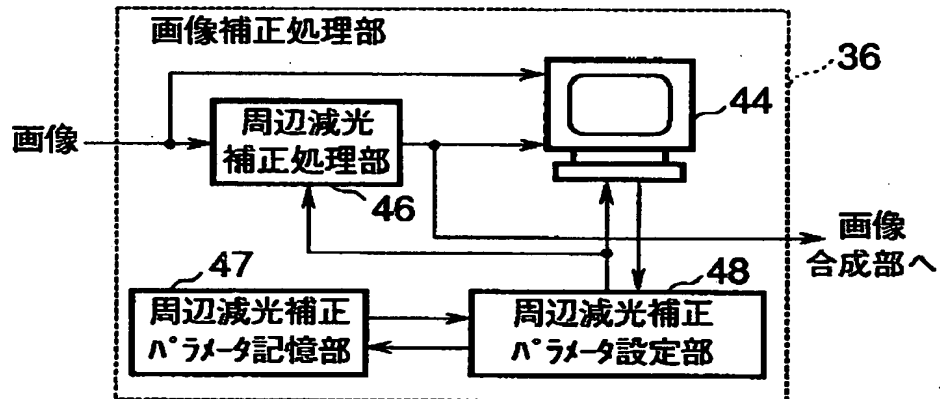 画像補正処理部
36
44
画像
周辺減光
補正処理部
46
画像
合成部へ
47
48
周辺減光補正
パラメータ記憶部
周辺減光補正
パラメータ設定部